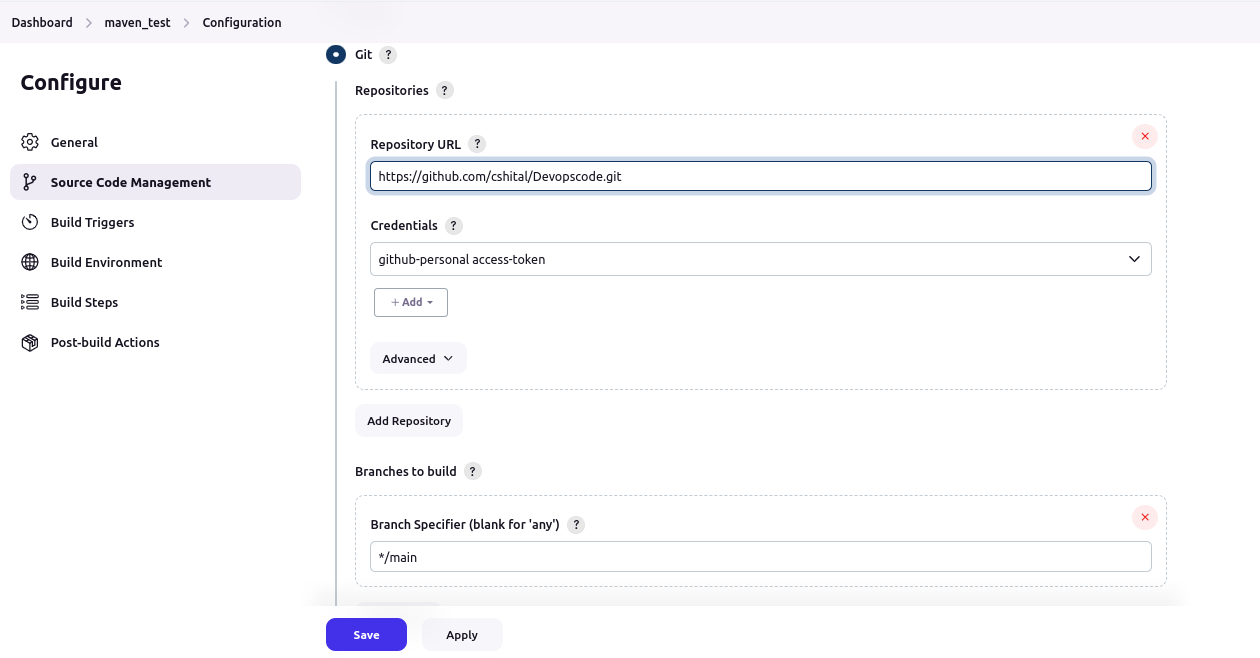 Dashboard > maven_test > Configuration
Configure
General
Source Code Management
Build Triggers
Build Environment
Build Steps
Post-build Actions
Git ?
Repositories ?
Repository URL ?
https://github.com/cshital/Devopscode.git
Credentials ?
github-personal access-token
+ Add
Advanced
Add Repository
Branches to build ?
Branch Specifier (blank for 'any') ?
*/main
Save
Apply